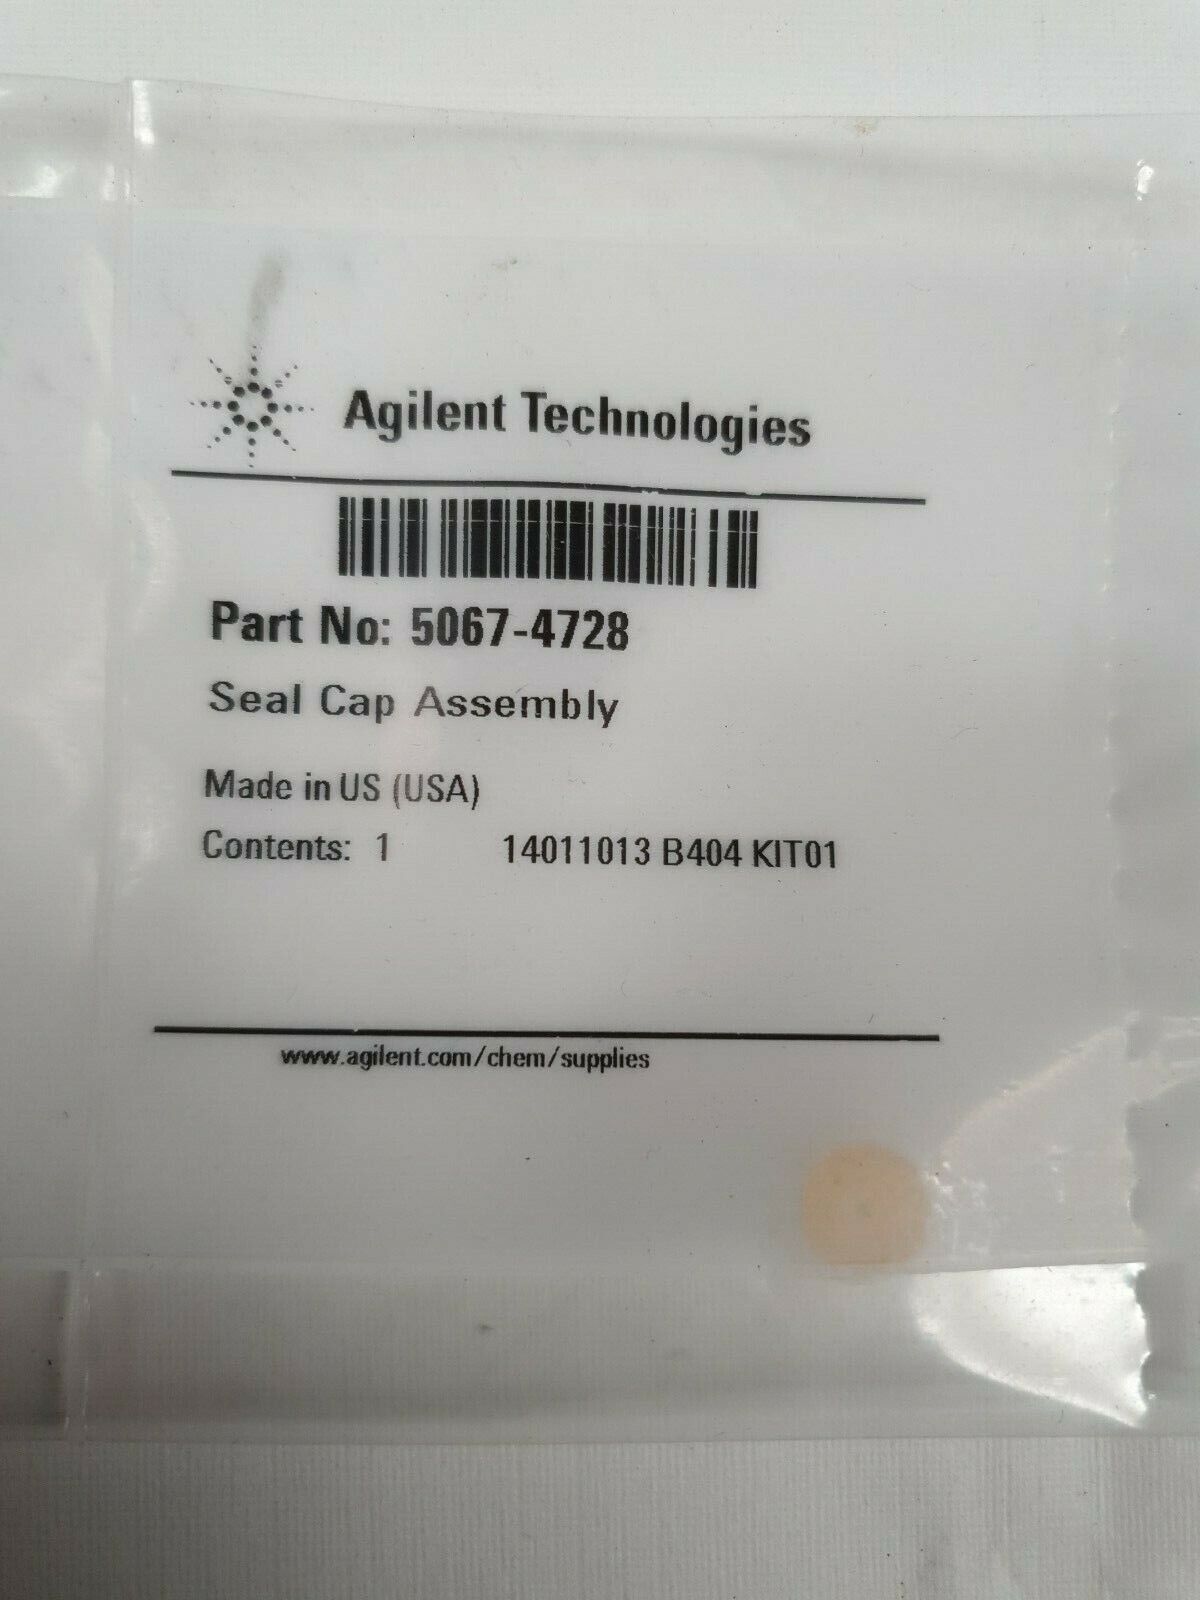 Agilent Technologies
Part No: 5067-4728
Seal Cap Assembly
Made in US (USA)
Contents: 1 14011013 B404 KIT01
www.agilent.com/chem/supplies